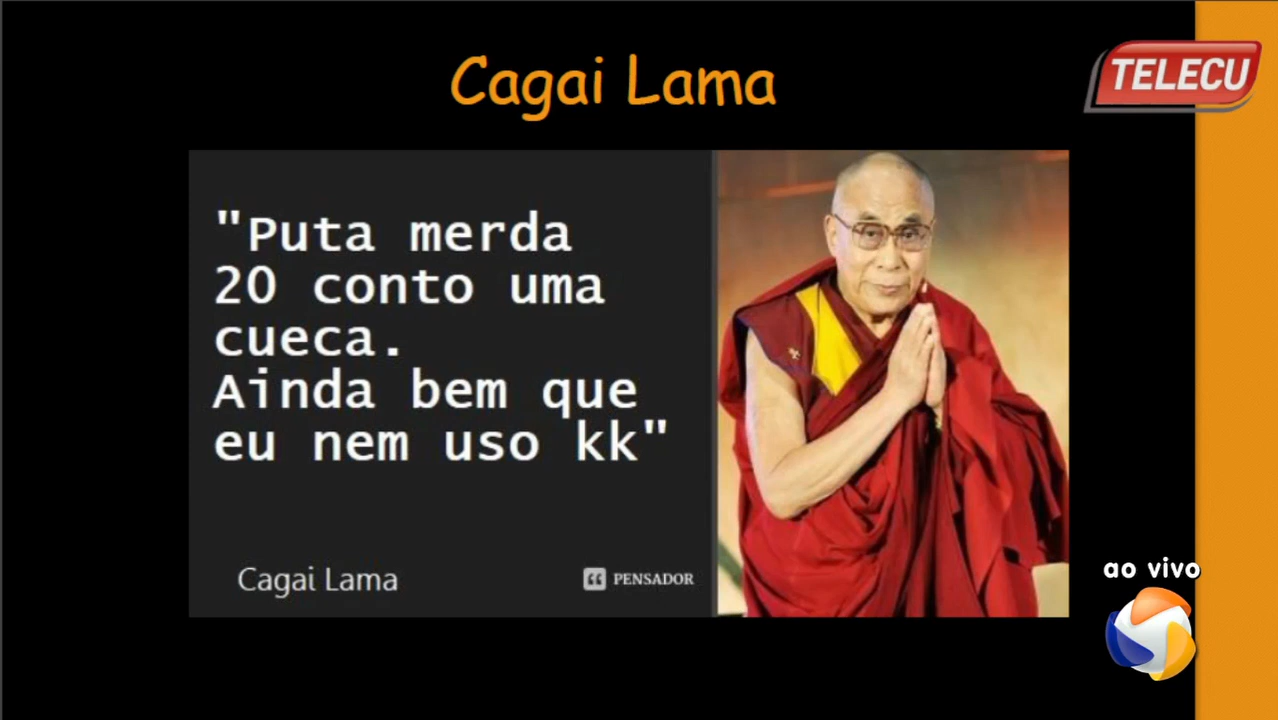 Cagai Lama
TELECU
"Puta merda
20 conto uma
cueca.
Ainda bem que
eu nem uso kk"
Cagai Lama
PENSADOR
ao vivo